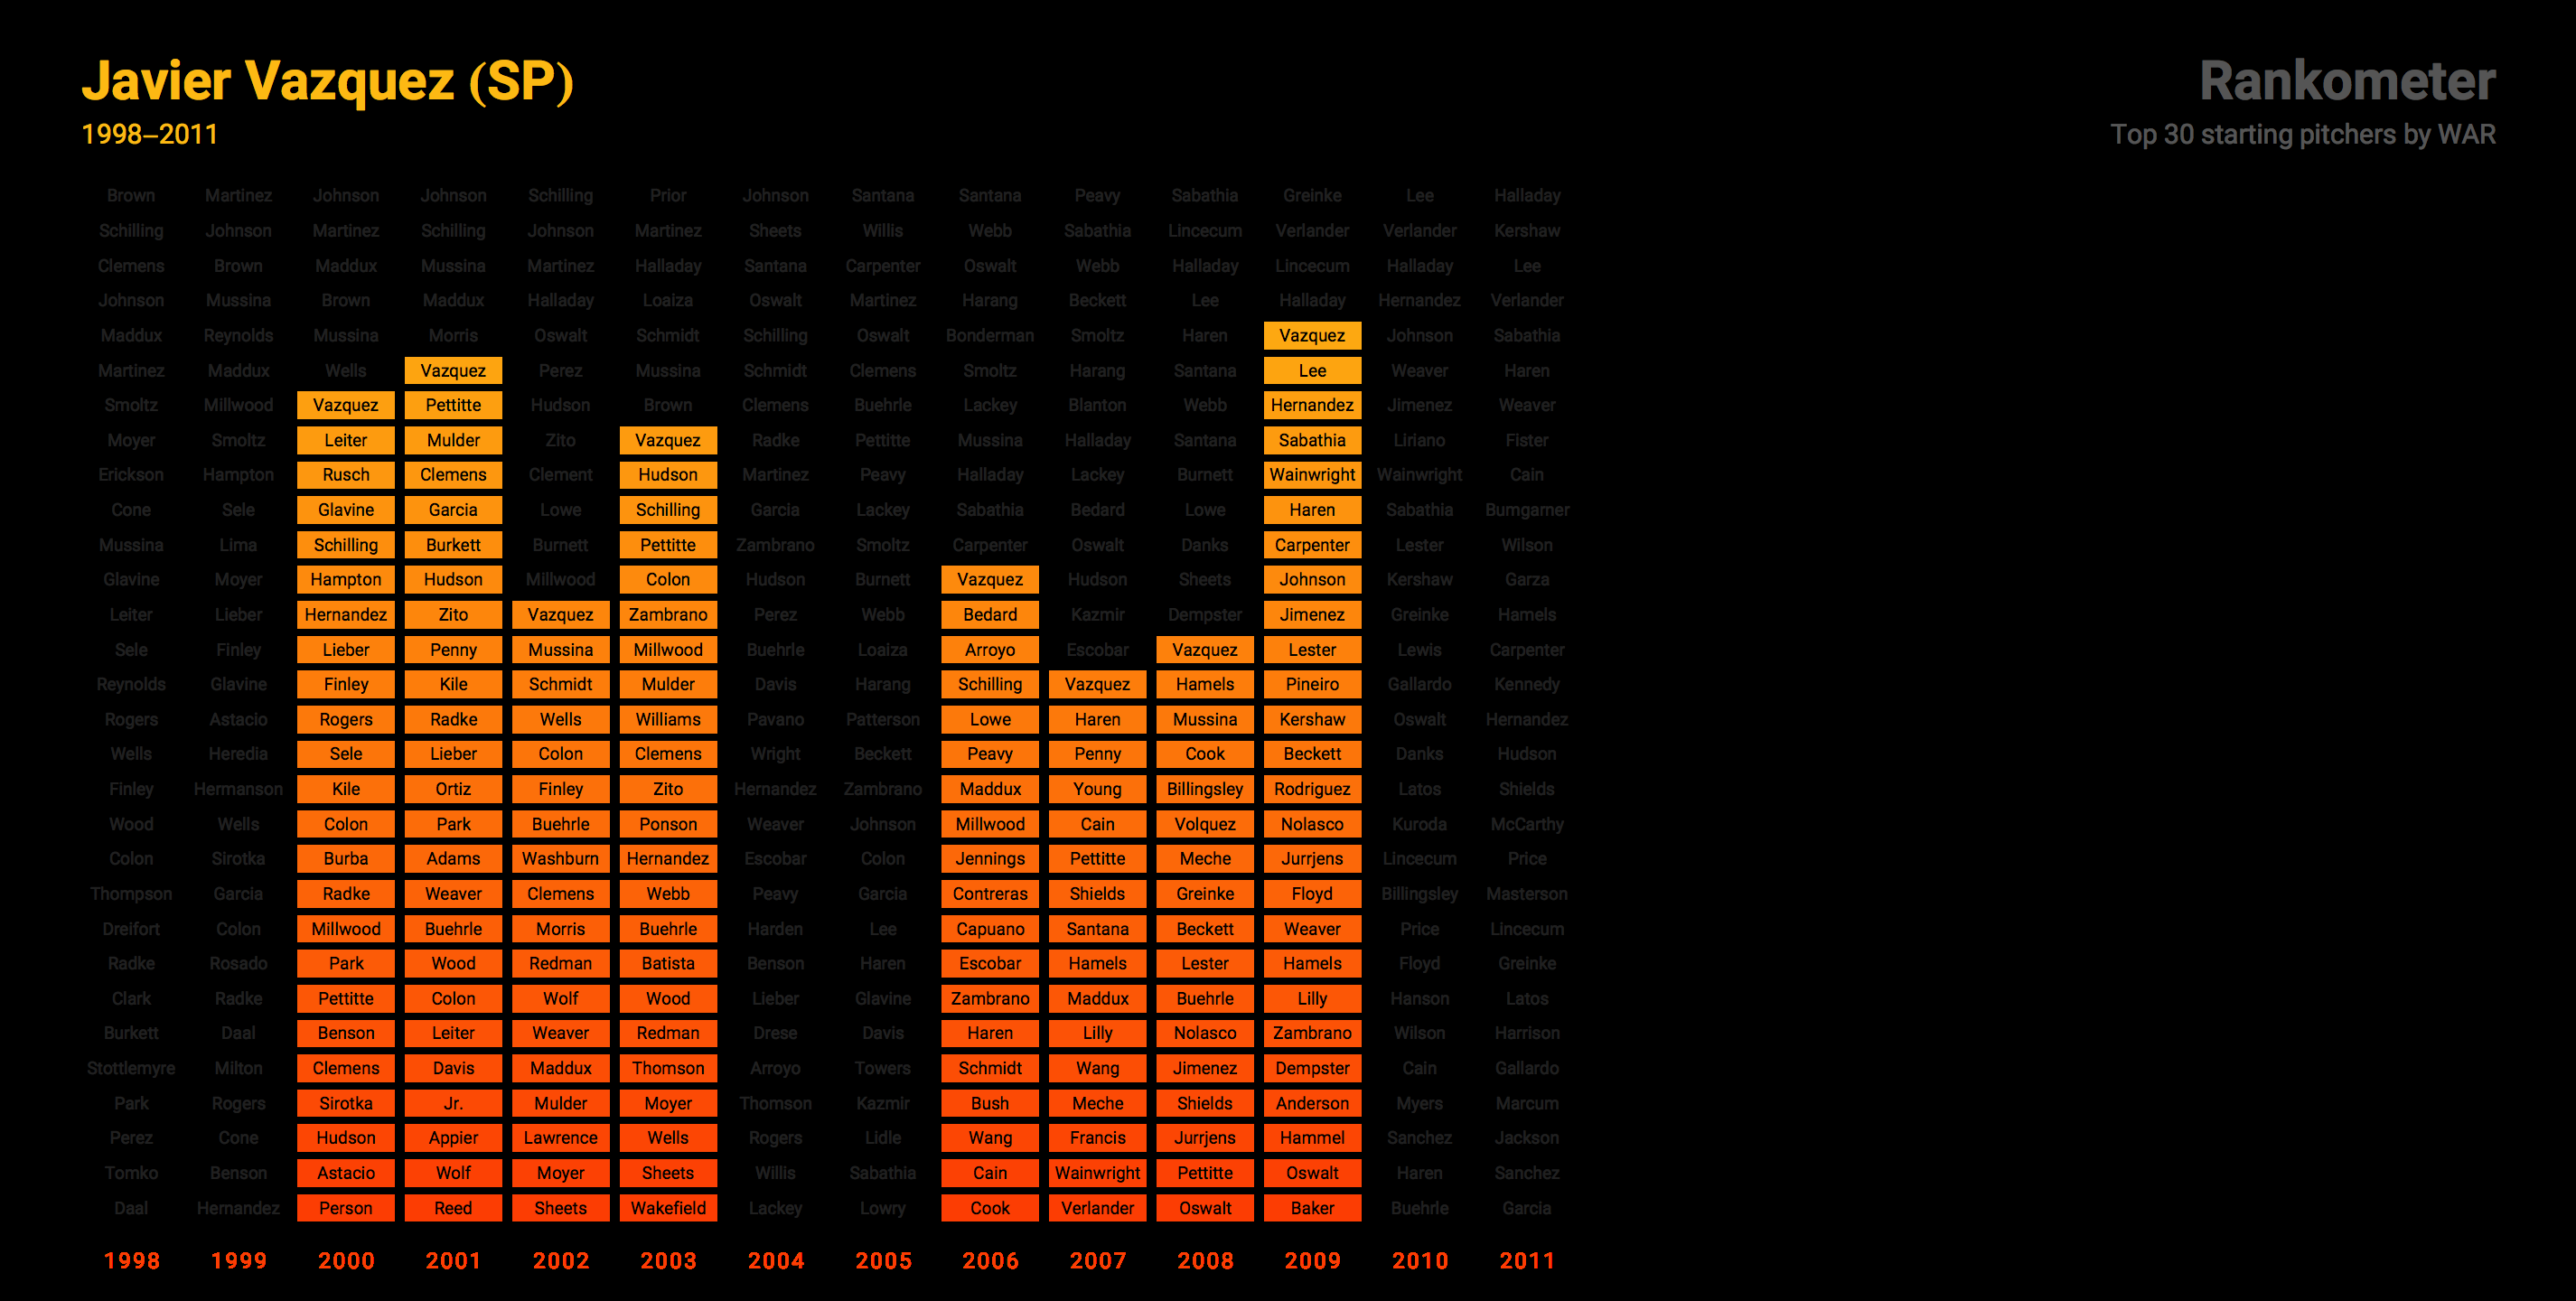 Javier Vazquez (SP)
1998–2011
Rankometer
Top 30 starting pitchers by WAR
Brown Martinez Johnson Johnson Schilling Prior Johnson Santana Santana Peavy Sabathia Greinke Lee Halladay
Schilling Johnson Martinez Schilling Johnson Martinez Sheets Willis Webb Sabathia Lincecum Verlander Verlander Kershaw
Clemens Brown Maddux Mussina Martinez Halladay Santana Carpenter Oswalt Webb Halladay Lincecum Halladay Lee
Johnson Mussina Brown Maddux Halladay Loaiza Oswalt Martinez Harang Beckett Lee Halladay Hernandez Verlander
Maddux Reynolds Mussina Morris Oswalt Schmidt Schilling Oswalt Bonderman Smoltz Haren Vazquez Johnson Sabathia
Martinez Maddux Wells Vazquez Perez Mussina Schmidt Clemens Smoltz Harang Santana Lee Weaver Haren
Smoltz Millwood Vazquez Pettitte Hudson Brown Clemens Buehrle Lackey Blanton Webb Hernandez Jimenez Weaver
Moyer Smoltz Leiter Mulder Zito Vazquez Radke Pettitte Mussina Halladay Santana Sabathia Liriano Fister
Erickson Hampton Rusch Clemens Clement Hudson Martinez Peavy Halladay Lackey Burnett Wainwright Wainwright Cain
Cone Sele Glavine Garcia Lowe Schilling Garcia Lackey Sabathia Bedard Lowe Haren Sabathia Bumgarner
Mussina Lima Schilling Burkett Burnett Pettitte Zambrano Smoltz Carpenter Oswalt Danks Carpenter Lester Wilson
Glavine Moyer Hampton Hudson Millwood Colon Hudson Burnett Vazquez Hudson Sheets Johnson Kershaw Garza
Leiter Lieber Hernandez Zito Vazquez Zambrano Perez Webb Bedard Kazmir Dempster Jimenez Greinke Hamels
Sele Finley Lieber Penny Mussina Millwood Buehrle Loaiza Arroyo Escobar Vazquez Lester Lewis Carpenter
Reynolds Glavine Finley Kile Schmidt Mulder Davis Harang Schilling Vazquez Hamels Pineiro Gallardo Kennedy
Rogers Astacio Rogers Radke Wells Williams Pavano Patterson Lowe Haren Mussina Kershaw Oswalt Hernandez
Wells Heredia Sele Lieber Colon Clemens Wright Beckett Peavy Penny Cook Beckett Danks Hudson
Finley Hermanson Kile Ortiz Finley Zito Hernandez Zambrano Maddux Young Billingsley Rodriguez Latos Shields
Wood Wells Colon Park Buehrle Ponson Weaver Johnson Millwood Cain Volquez Nolasco Kuroda McCarthy
Colon Sirotka Burba Adams Washburn Hernandez Escobar Colon Jennings Pettitte Meche Jurrjens Lincecum Price
Thompson Garcia Radke Weaver Clemens Webb Peavy Garcia Contreras Shields Greinke Floyd Billingsley Masterson
Dreifort Colon Millwood Buehrle Morris Buehrle Harden Lee Capuano Santana Beckett Weaver Price Lincecum
Radke Rosado Park Wood Redman Batista Benson Haren Escobar Hamels Lester Hamels Floyd Greinke
Clark Radke Pettitte Colon Wolf Wood Lieber Glavine Zambrano Maddux Buehrle Lilly Hanson Latos
Burkett Daal Benson Leiter Weaver Redman Drese Davis Haren Lilly Nolasco Zambrano Wilson Harrison
Stottlemyre Milton Clemens Davis Maddux Thomson Arroyo Towers Schmidt Wang Jimenez Dempster Cain Gallardo
Park Rogers Sirotka Jr. Mulder Moyer Thomson Kazmir Bush Meche Shields Anderson Myers Marcum
Perez Cone Hudson Appier Lawrence Wells Rogers Lidle Wang Francis Jurrjens Hammel Sanchez Jackson
Tomko Benson Astacio Wolf Moyer Sheets Willis Sabathia Cain Wainwright Pettitte Oswalt Haren Sanchez
Daal Hernandez Person Reed Sheets Wakefield Lackey Lowry Cook Verlander Oswalt Baker Buehrle Garcia
1998 1999 2000 2001 2002 2003 2004 2005 2006 2007 2008 2009 2010 2011